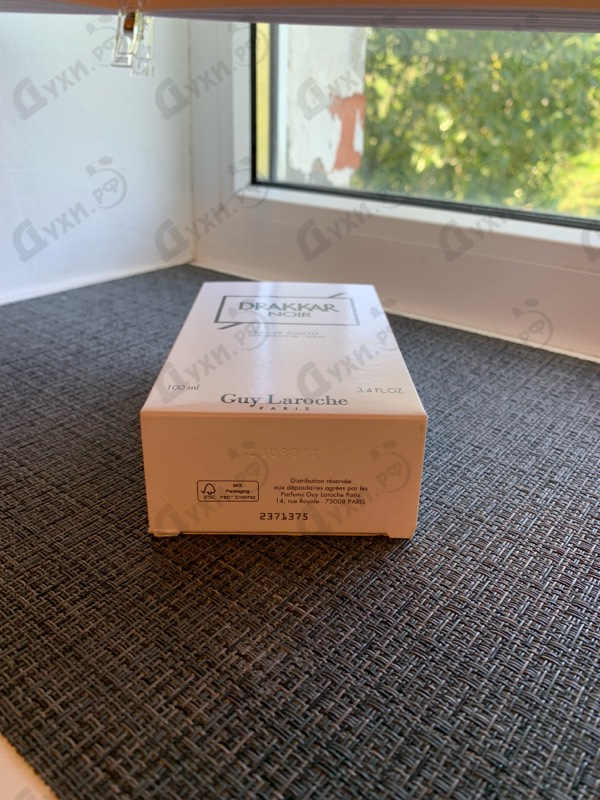 DRAKKAR
NOIR
100 ml
3.4 FL.OZ.
Guy Laroche
PARIS
MIX
Packaging
FSC
Distribution réservée
aux dépositaires agréés par les
Parfums Guy Laroche Paris
14, rue Royale - 75008 PARIS
2371375
Духи.рф